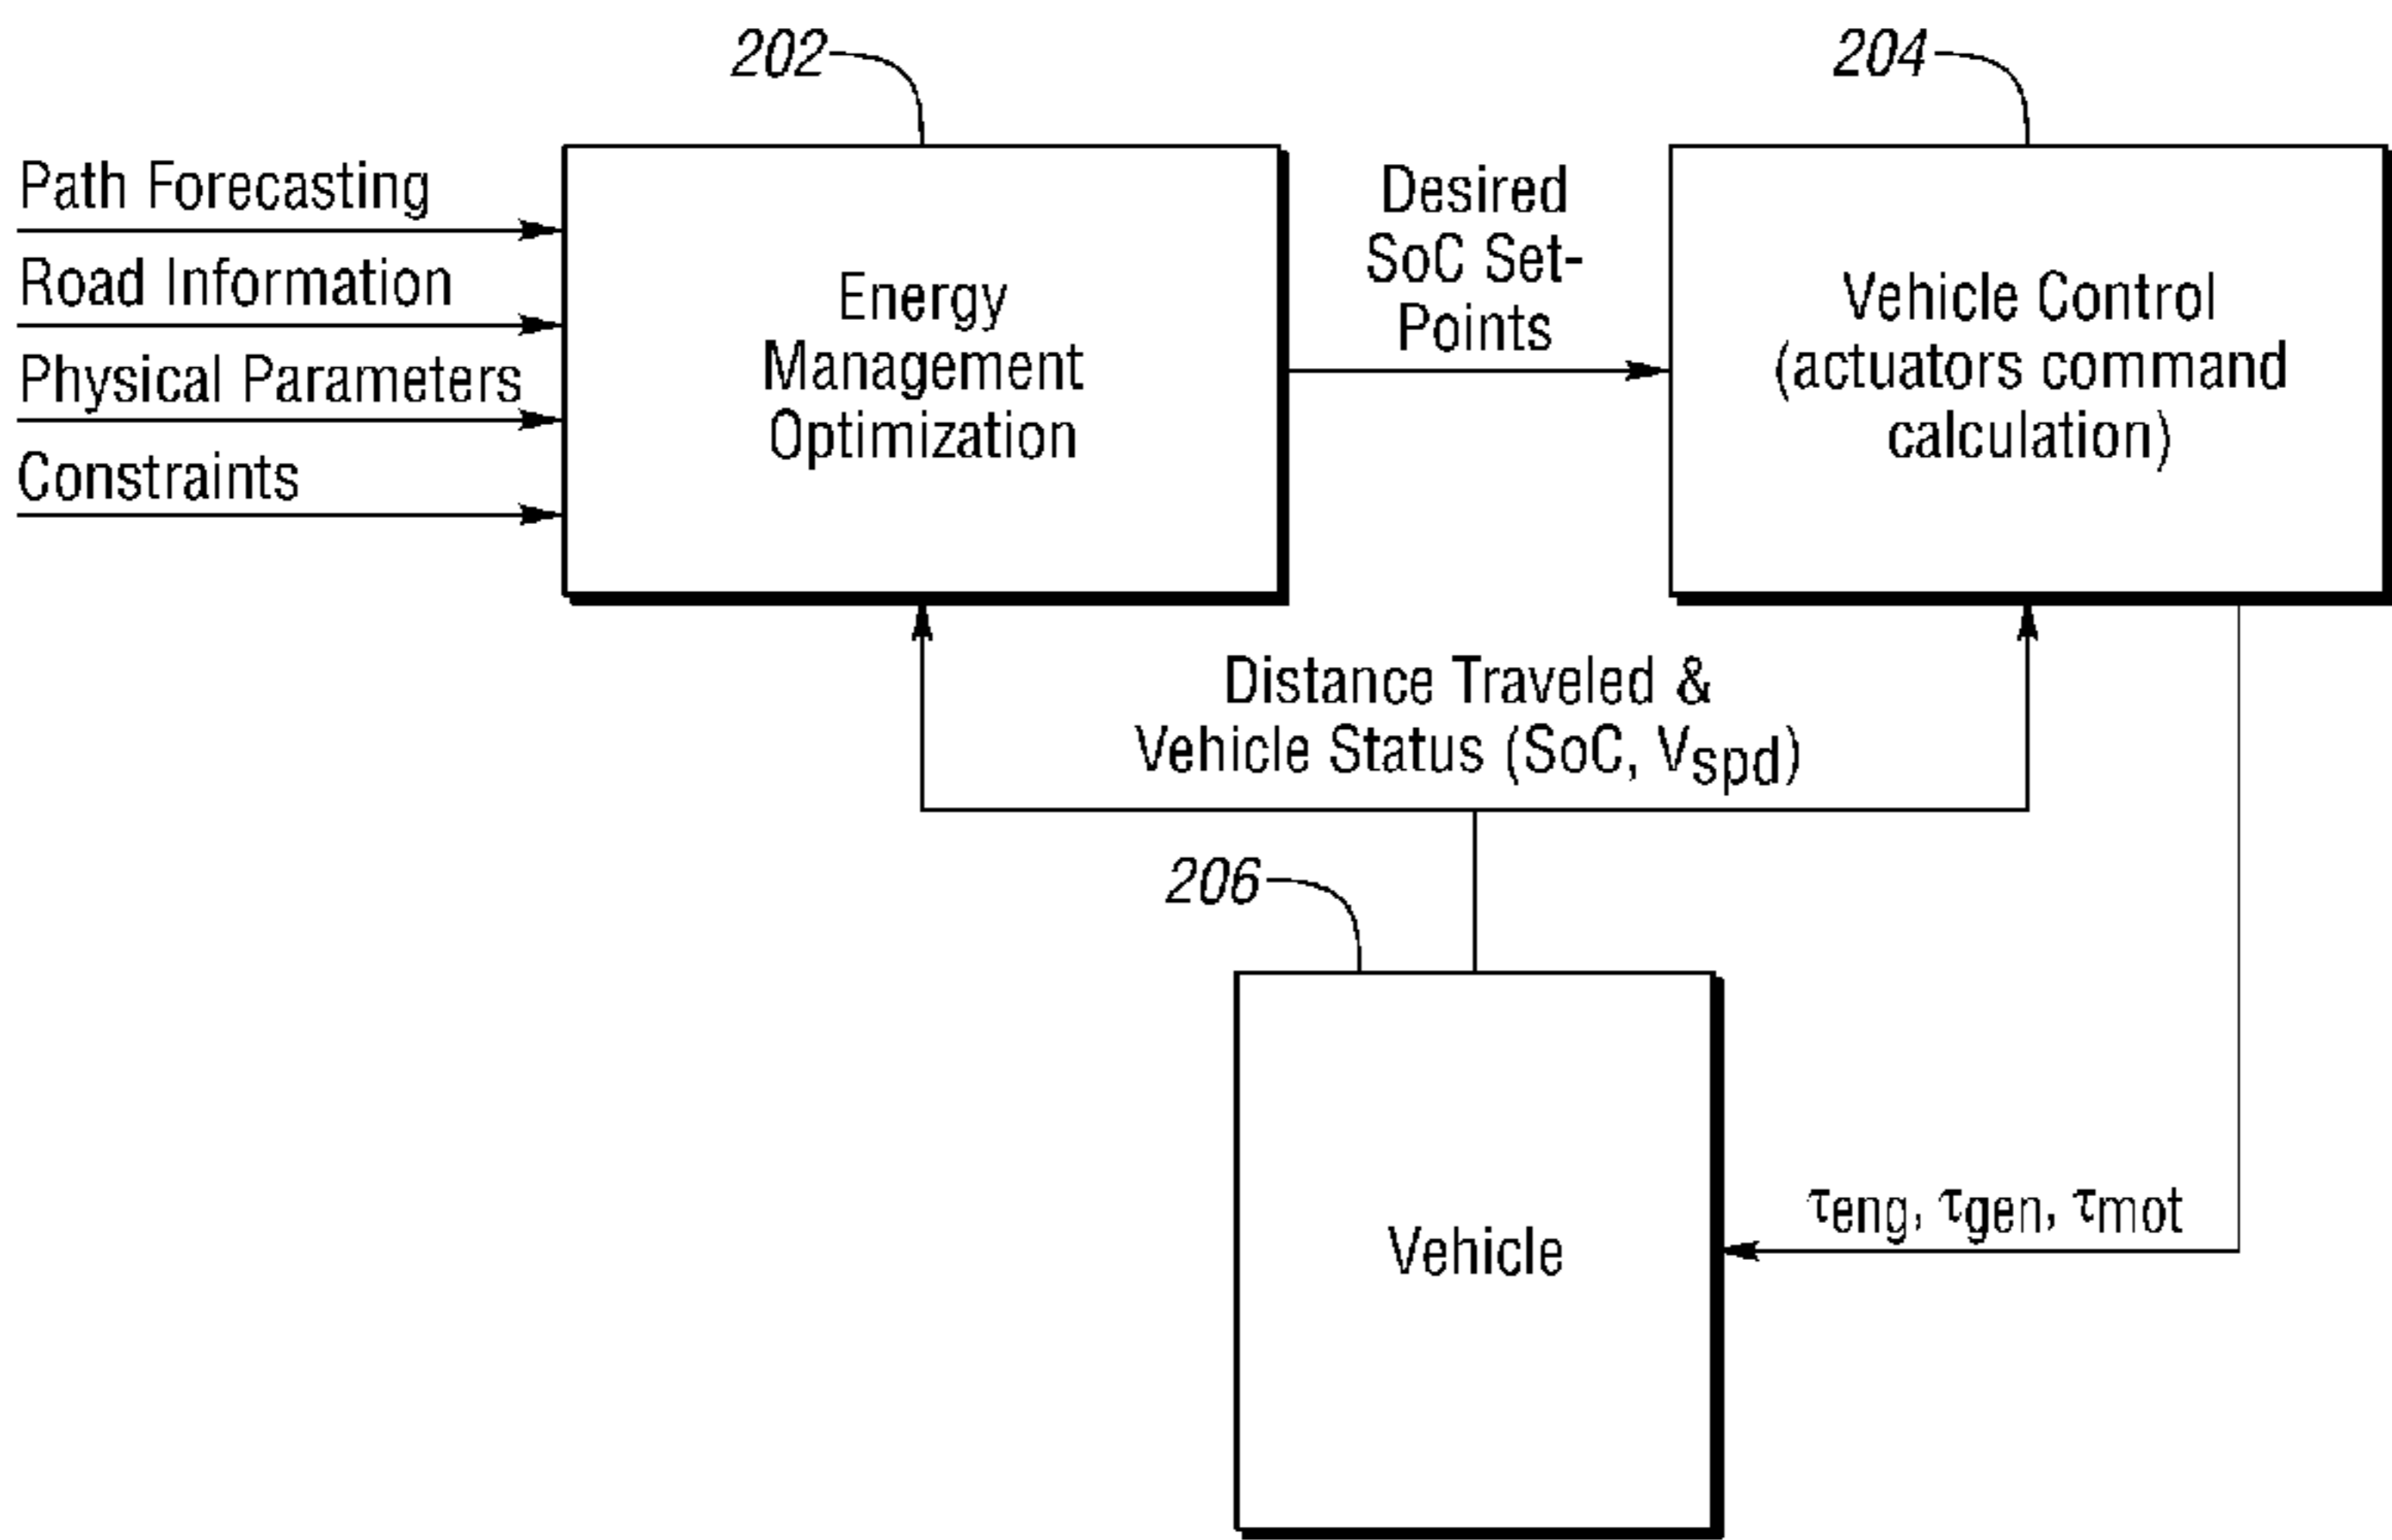 202
204
Path Forecasting
Road Information
Physical Parameters
Constraints
Energy
Management
Optimization
Desired
SoC Set-
Points
Vehicle Control
(actuators command
calculation)
Distance Traveled &
Vehicle Status (SoC, Vspd)
206
Vehicle
τeng, τgen, τmot